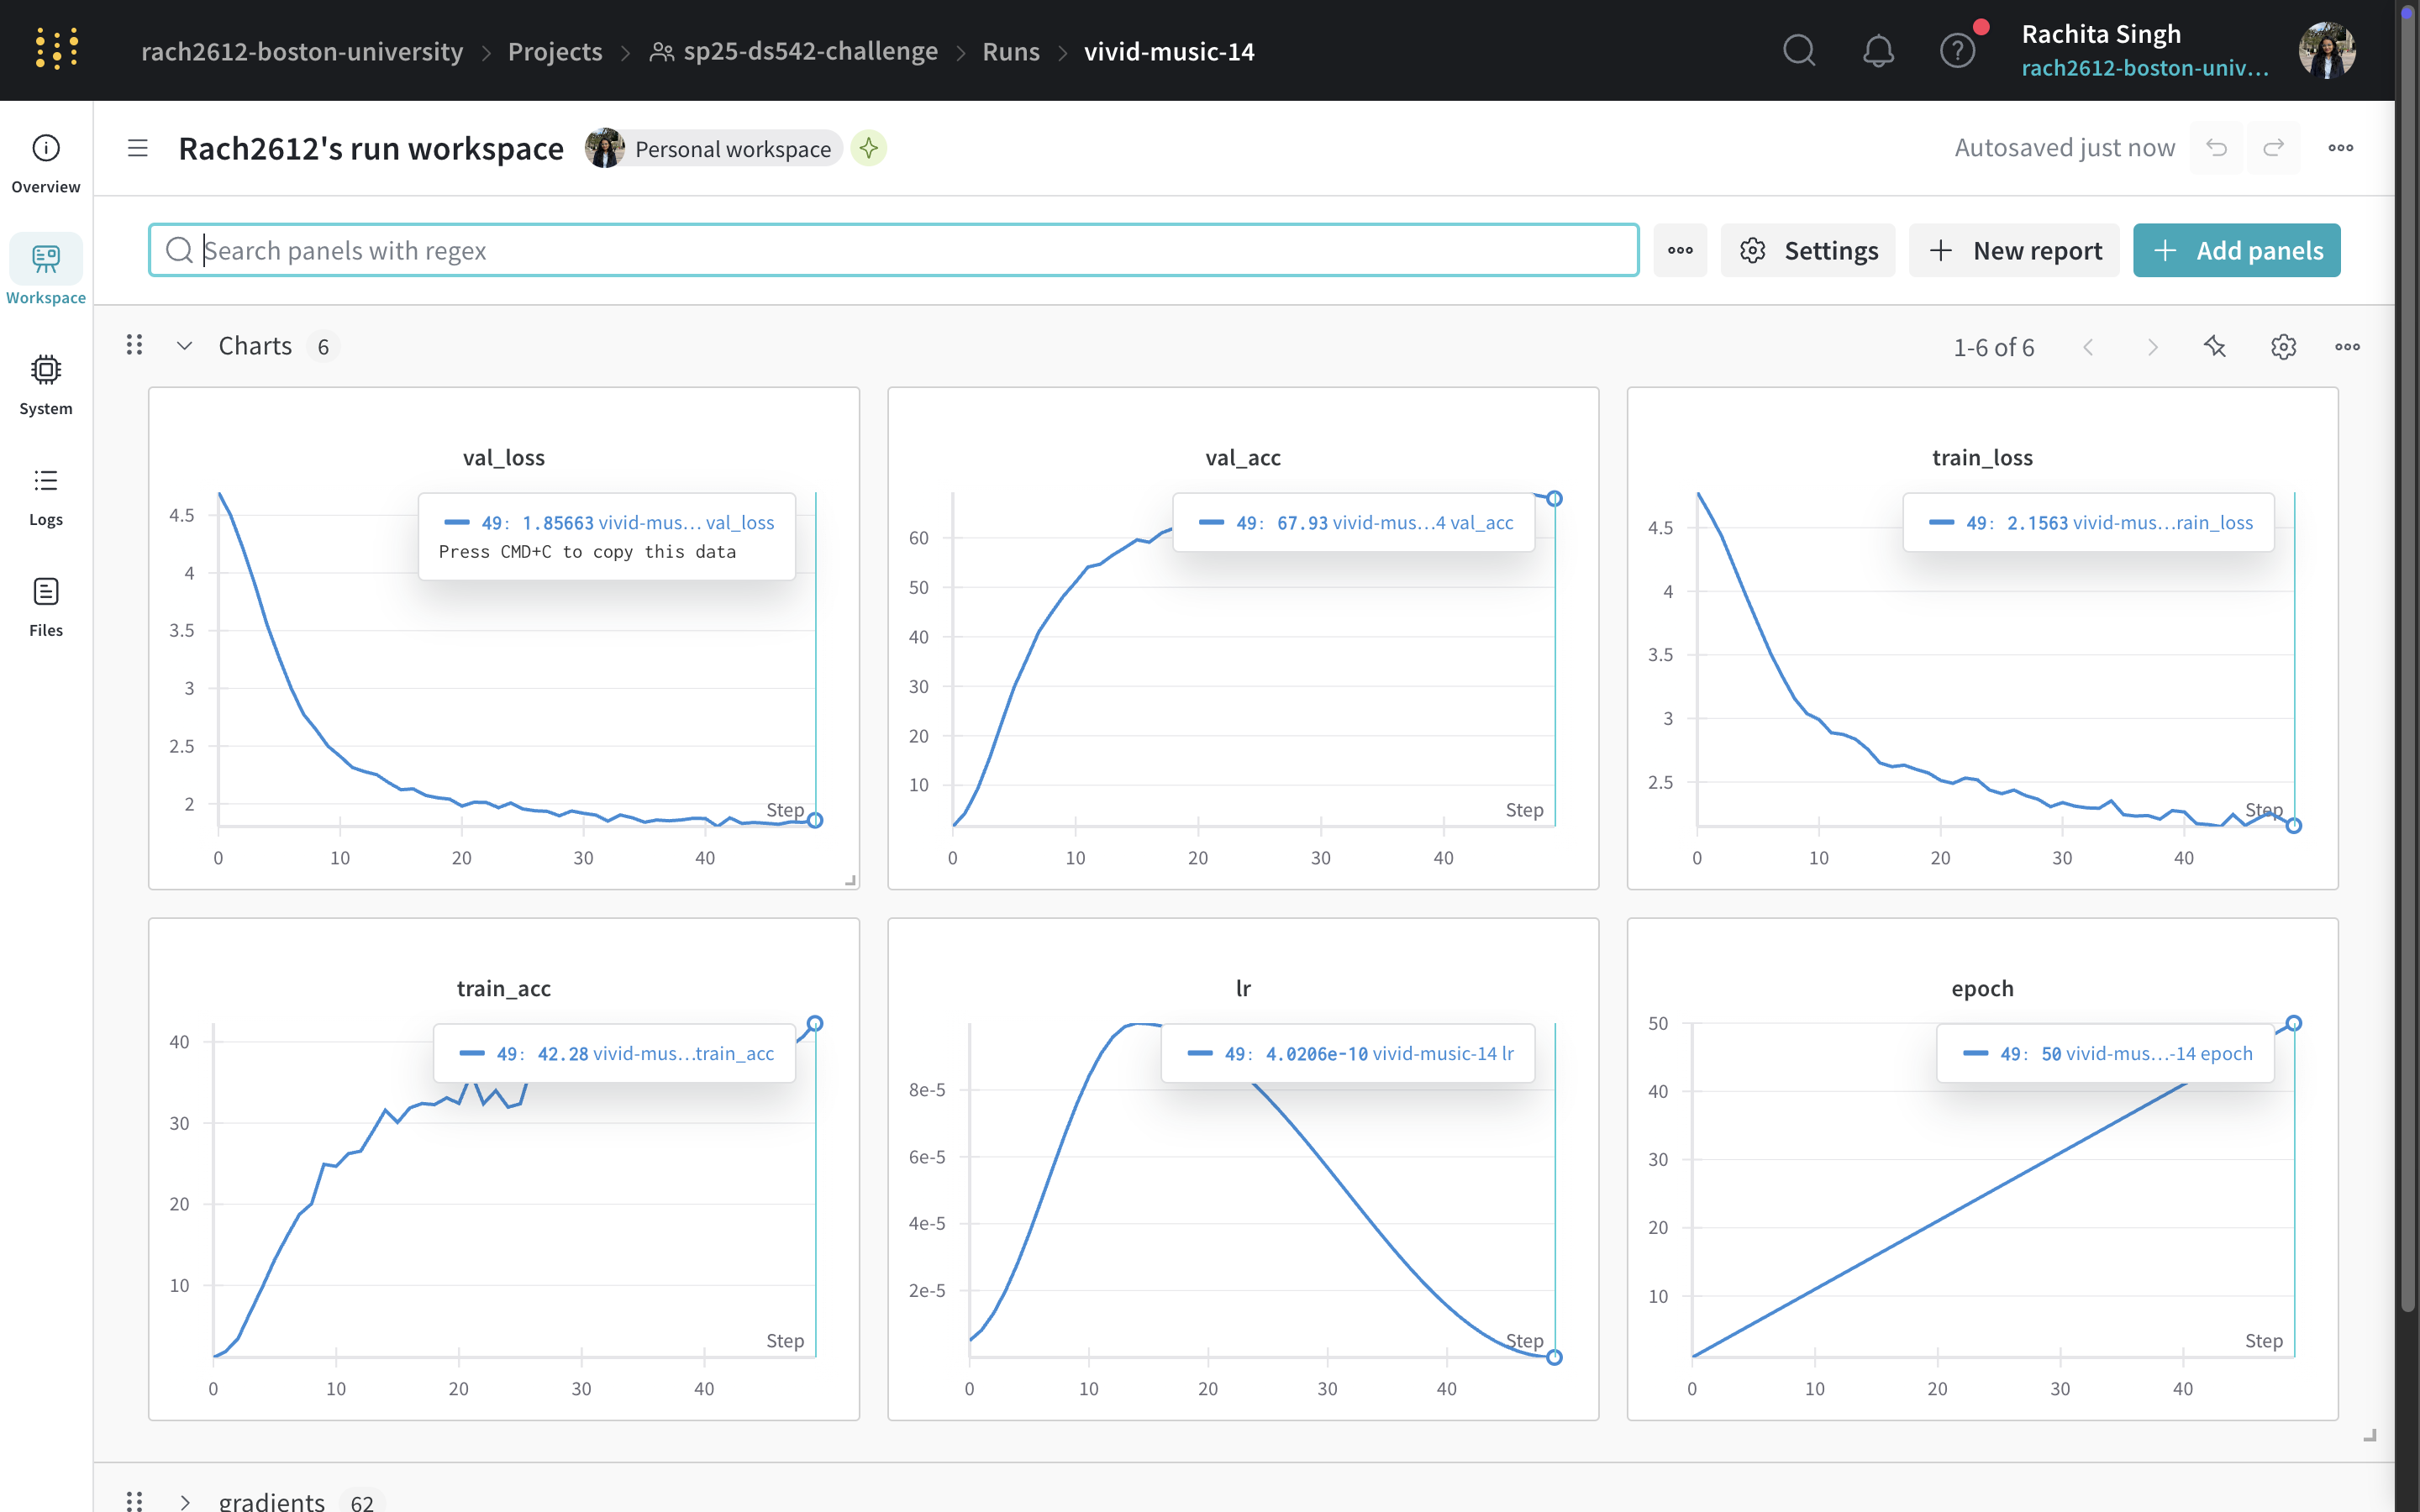 rach2612-boston-university > Projects > sp25-ds542-challenge > Runs > vivid-music-14
Rachita Singh
rach2612-boston-univ...
Rach2612's run workspace
Personal workspace
Autosaved just now
Overview
Workspace
System
Logs
Files
Search panels with regex
Settings
New report
Add panels
Charts 6
1-6 of 6
val_loss
49: 1.85663 vivid-mus... val_loss
Press CMD+C to copy this data
4.5
4
3.5
3
2.5
2
Step
0 10 20 30 40
val_acc
49: 67.93 vivid-mus...4 val_acc
60
50
40
30
20
10
Step
0 10 20 30 40
train_loss
49: 2.1563 vivid-mus...rain_loss
4.5
4
3.5
3
2.5
Step
0 10 20 30 40
train_acc
49: 42.28 vivid-mus...train_acc
40
30
20
10
Step
0 10 20 30 40
lr
49: 4.0206e-10 vivid-music-14 lr
8e-5
6e-5
4e-5
2e-5
Step
0 10 20 30 40
epoch
49: 50 vivid-mus...-14 epoch
50
40
30
20
10
Step
0 10 20 30 40
gradients 62